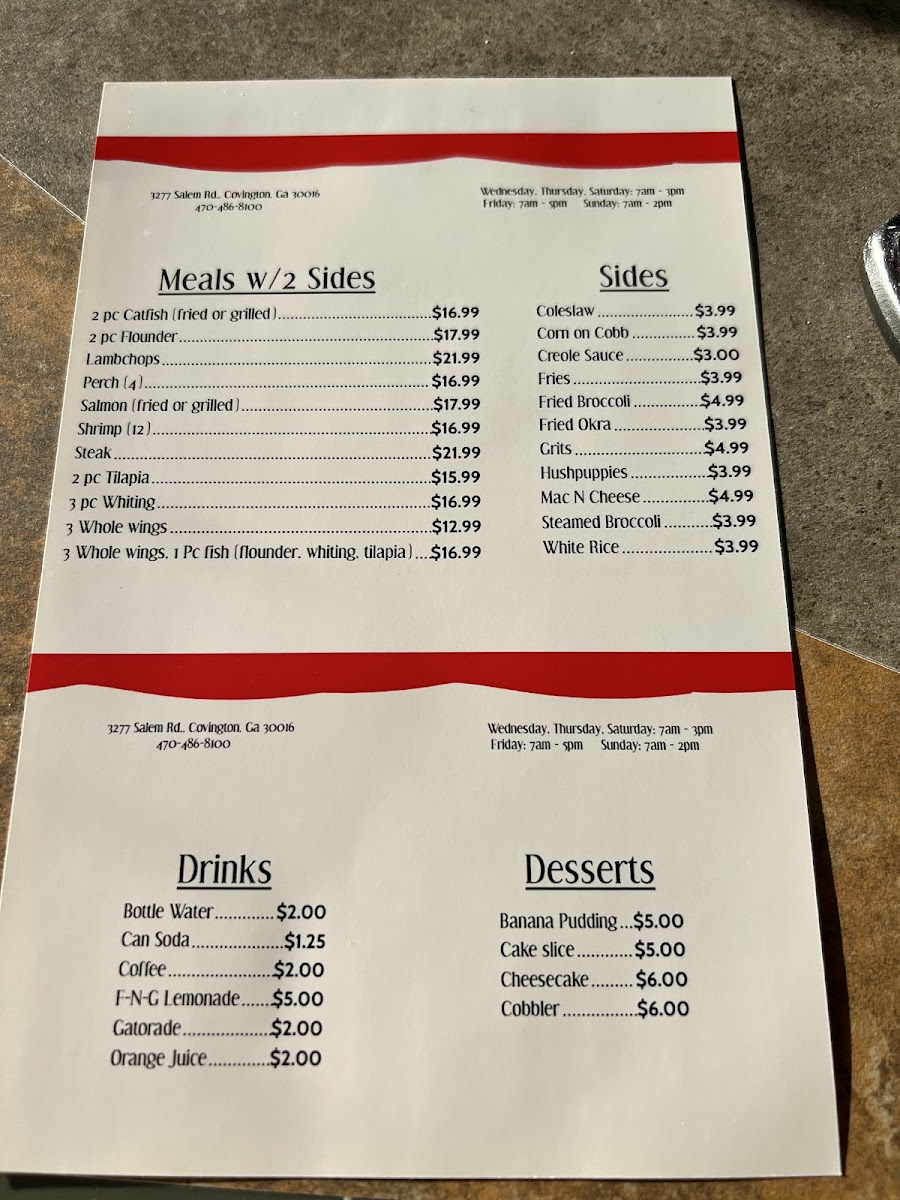 3277 Salem Rd., Covington, Ga 30016
470-486-8100
Wednesday, Thursday, Saturday: 7am - 3pm
Friday: 7am - 5pm Sunday: 7am - 2pm
Meals w/2 Sides
2 pc Catfish (fried or grilled)..............................$16.99
2 pc Flounder..............................$17.99
Lambchops..............................$21.99
Perch (4)..............................$16.99
Salmon (fried or grilled)..............................$17.99
Shrimp (12)..............................$16.99
Steak..............................$21.99
2 pc Tilapia..............................$15.99
3 pc Whiting..............................$16.99
3 Whole wings..............................$12.99
3 Whole wings, 1 Pc fish (flounder, whiting, tilapia)....$16.99
Sides
Coleslaw....................$3.99
Corn on Cobb...............$3.99
Creole Sauce...............$3.00
Fries..........................$3.99
Fried Broccoli..............$4.99
Fried Okra...................$3.99
Grits..........................$4.99
Hushpuppies................$3.99
Mac N Cheese.............$4.99
Steamed Broccoli..........$3.99
White Rice...................$3.99
3277 Salem Rd., Covington, Ga 30016
470-486-8100
Wednesday, Thursday, Saturday: 7am - 3pm
Friday: 7am - 5pm Sunday: 7am - 2pm
Drinks
Bottle Water............$2.00
Can Soda...................$1.25
Coffee.....................$2.00
F-N-G Lemonade......$5.00
Gatorade..................$2.00
Orange Juice............$2.00
Desserts
Banana Pudding...$5.00
Cake slice............$5.00
Cheesecake.........$6.00
Cobbler...............$6.00